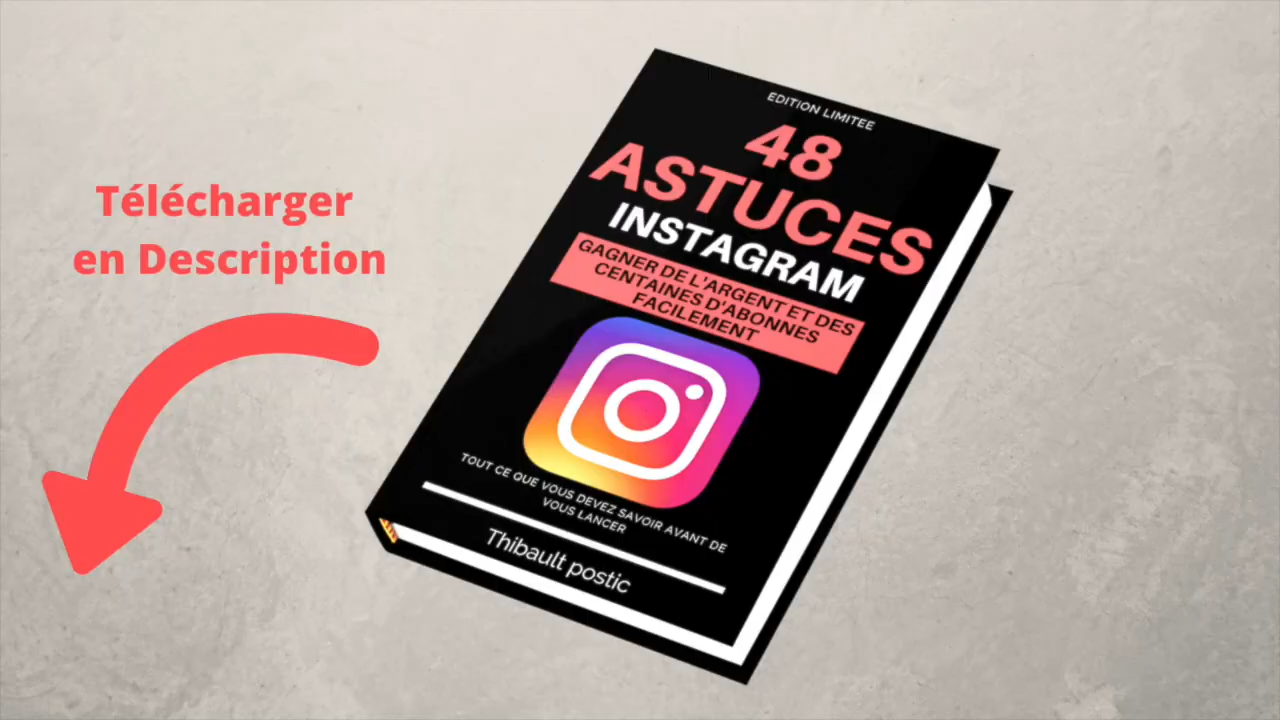 Télécharger
en Description
EDITION LIMITEE
48
ASTUCES
INSTAGRAM
GAGNER DE L'ARGENT ET DES
CENTAINES D'ABONNES
FACILEMENT
TOUT CE QUE VOUS DEVEZ SAVOIR AVANT DE
VOUS LANCER
Thibault postic